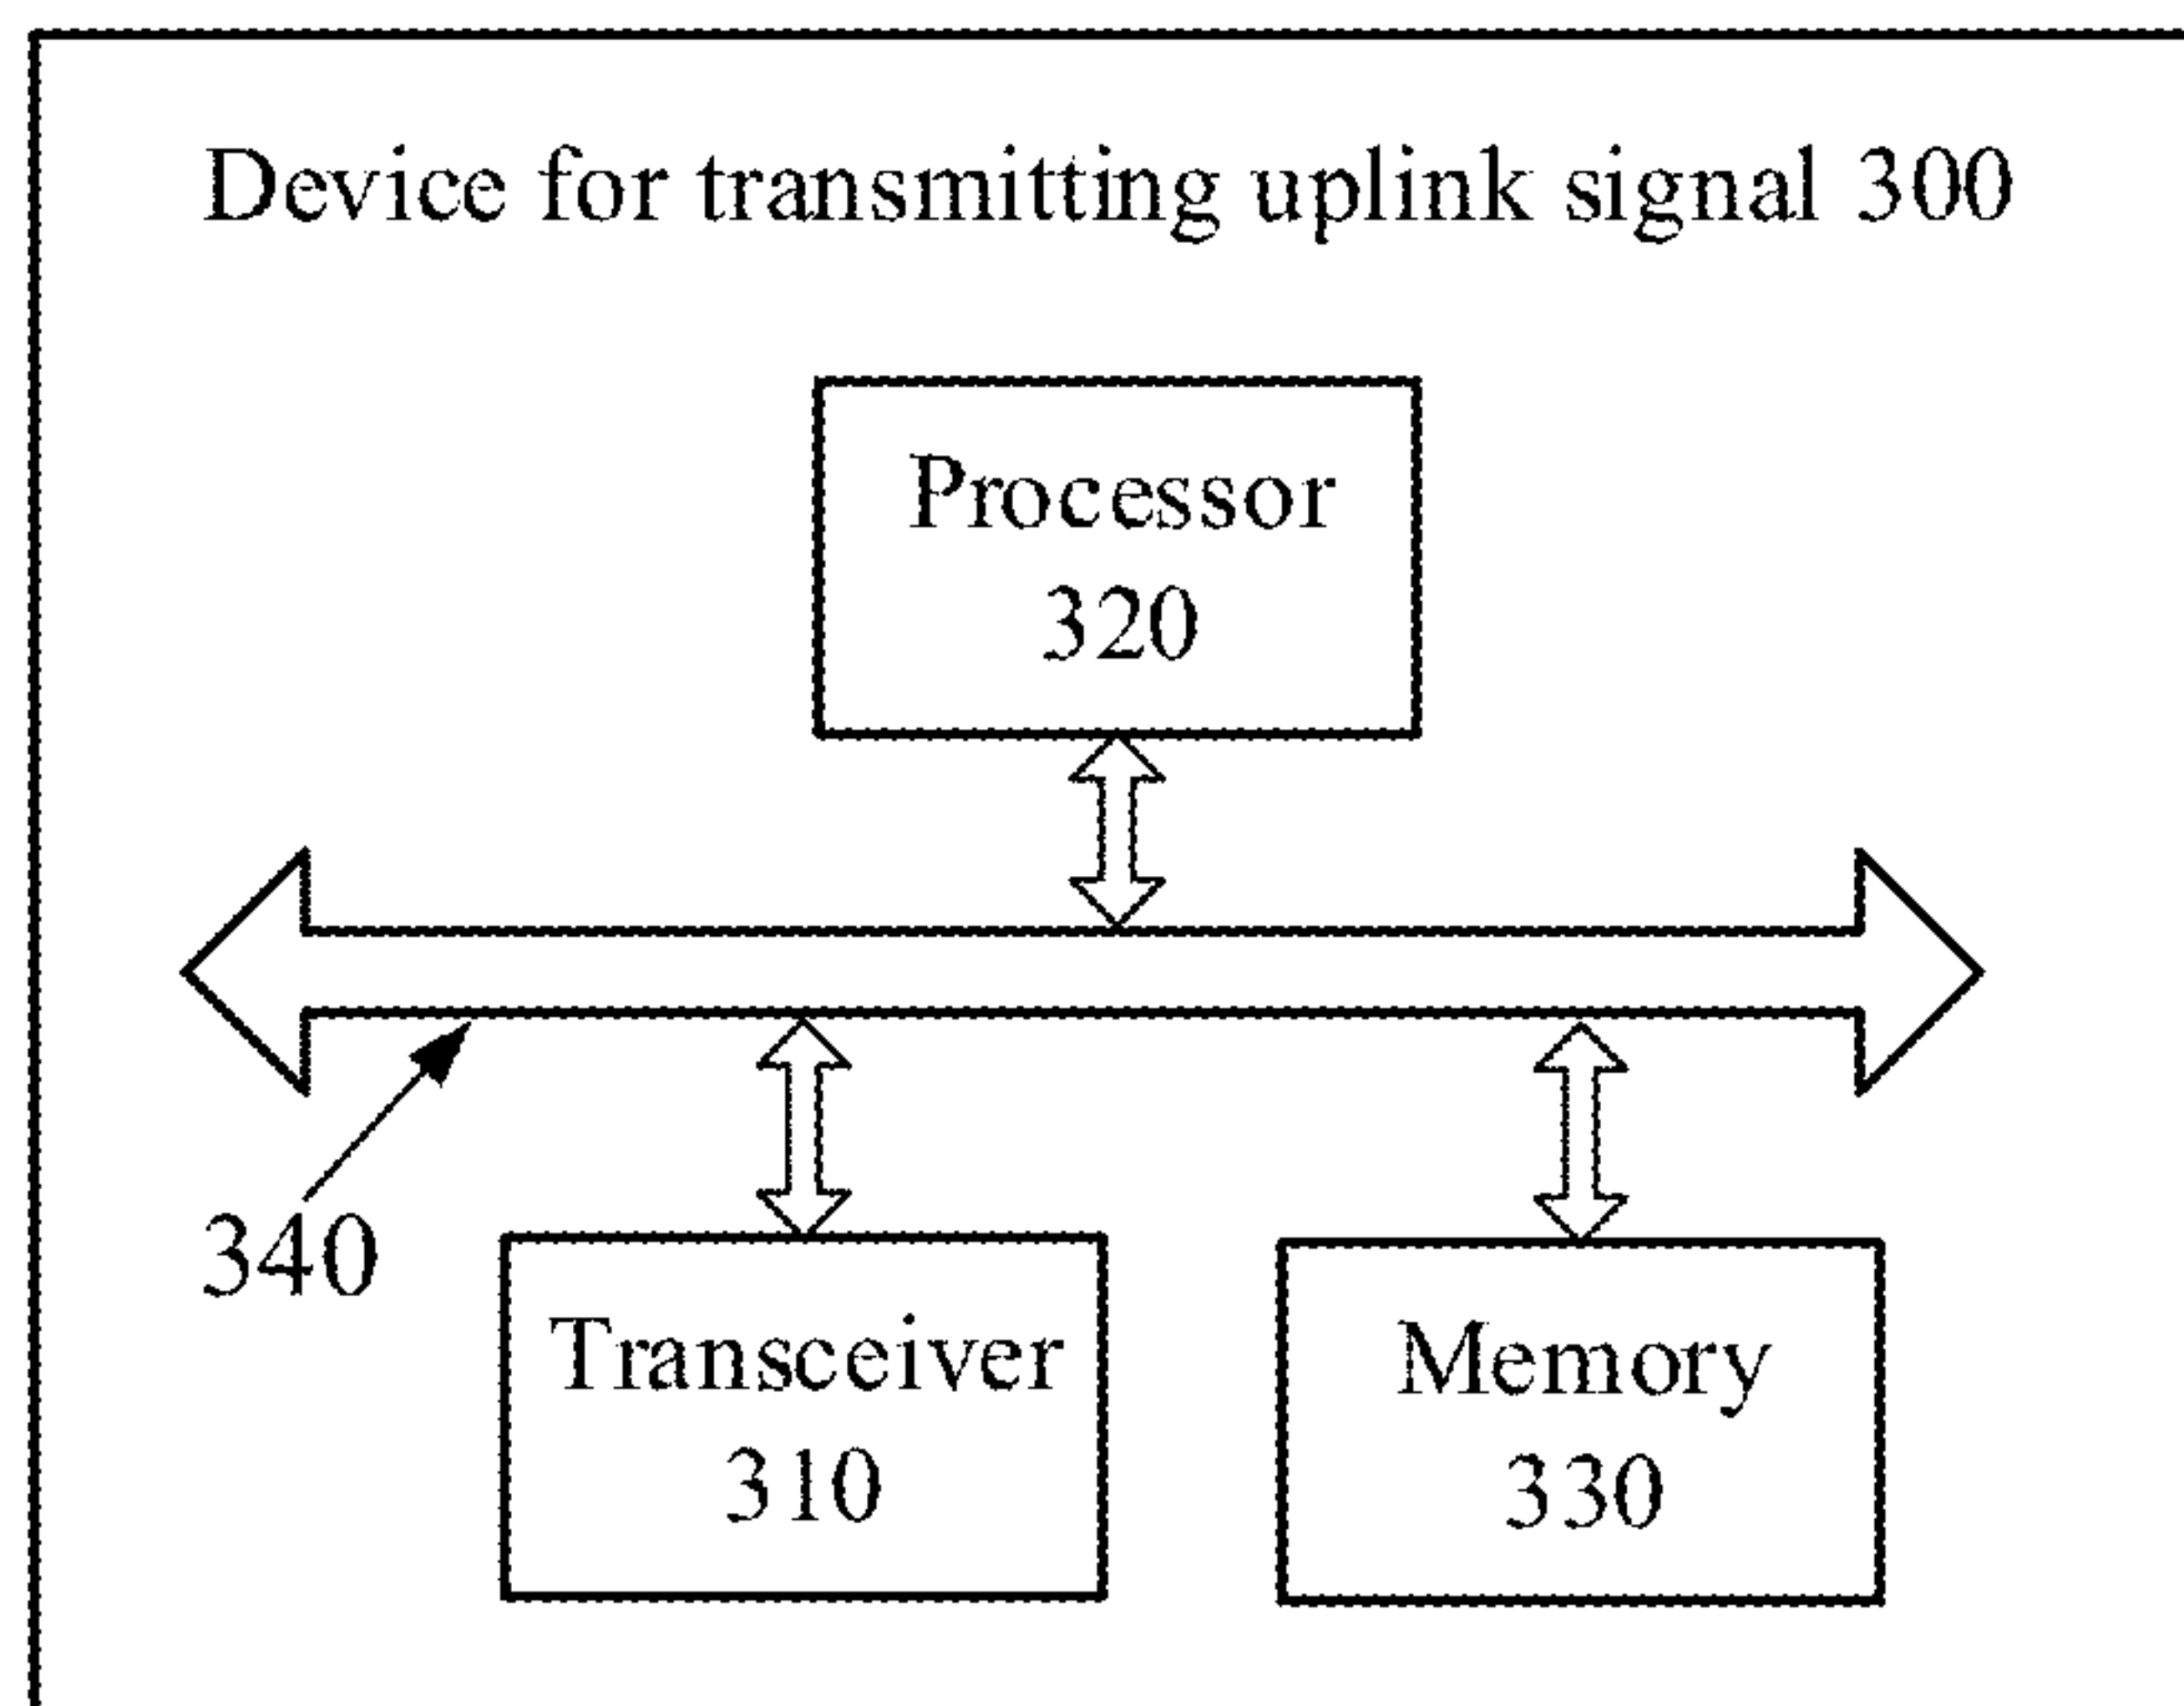 Device for transmitting uplink signal 300
Processor
320
340
Transceiver
310
Memory
330